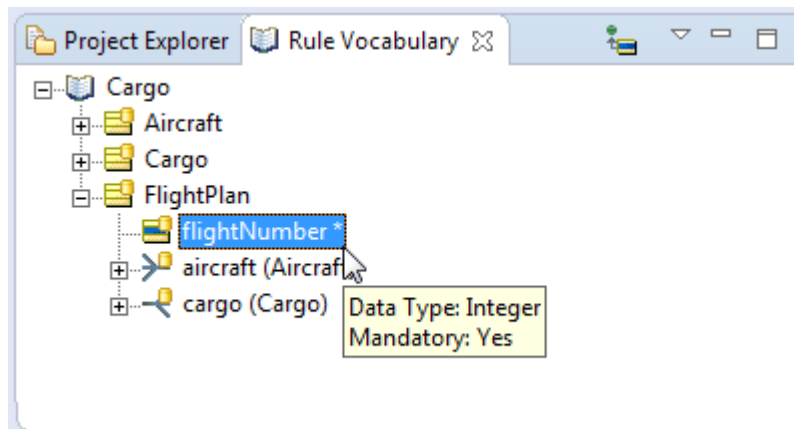 Project Explorer Rule Vocabulary
Cargo
Aircraft
Cargo
FlightPlan
flightNumber *
aircraft (Aircraf
cargo (Cargo)
Data Type: Integer
Mandatory: Yes